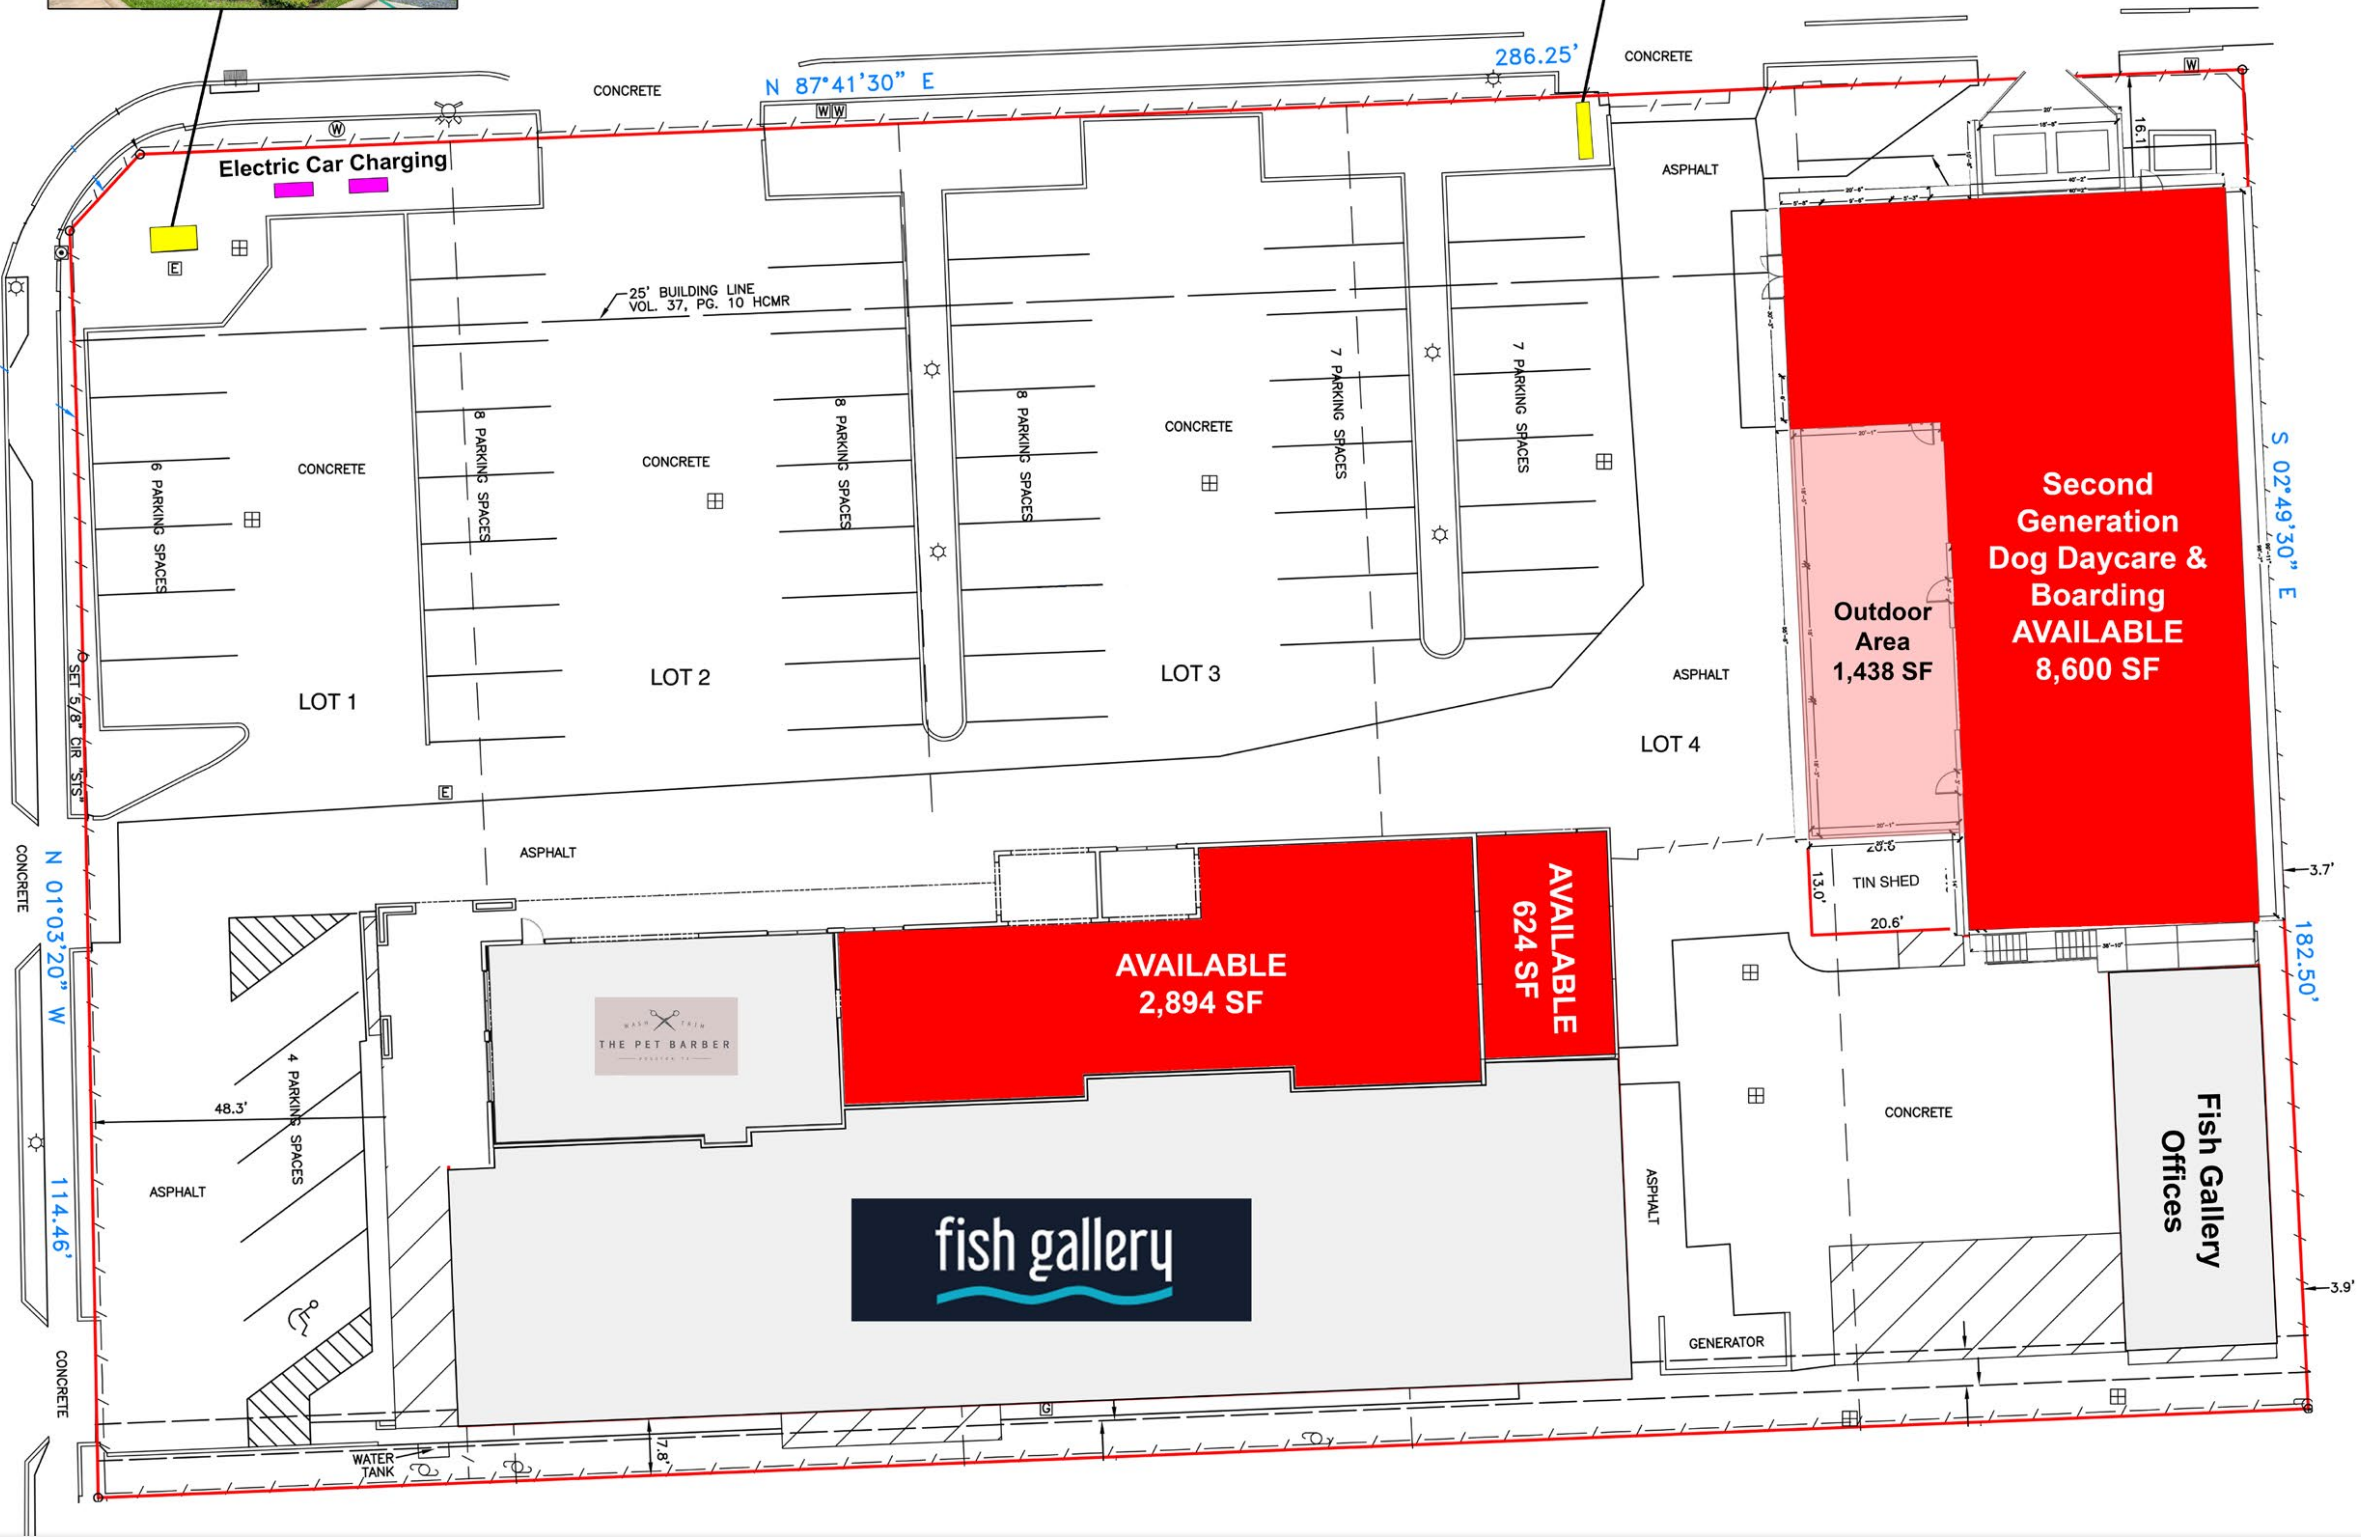 286.25'
CONCRETE
N 87°41'30" E
CONCRETE
W
W W
W
Electric Car Charging
E
16.1
ASPHALT
25' BUILDING LINE
VOL. 37, PG. 10 HCMR
6 PARKING SPACES
CONCRETE
8 PARKING SPACES
CONCRETE
8 PARKING SPACES
8 PARKING SPACES
CONCRETE
7 PARKING SPACES
7 PARKING SPACES
S 02°49'30" E
Second
Generation
Dog Daycare &
Boarding
AVAILABLE
8,600 SF
Outdoor
Area
1,438 SF
LOT 1
LOT 2
LOT 3
ASPHALT
LOT 4
SET 5/8" CIR "STS"
E
ASPHALT
CONCRETE
N 01°03'20" W
114.46'
TIN SHED
13.0'
20.6'
3.7'
182.50'
AVAILABLE
2,894 SF
AVAILABLE
624 SF
THE PET BARBER
4 PARKING SPACES
48.3'
ASPHALT
CONCRETE
fish gallery
ASPHALT
CONCRETE
Fish Gallery
Offices
3.9'
GENERATOR
G
WATER
TANK
7.8'